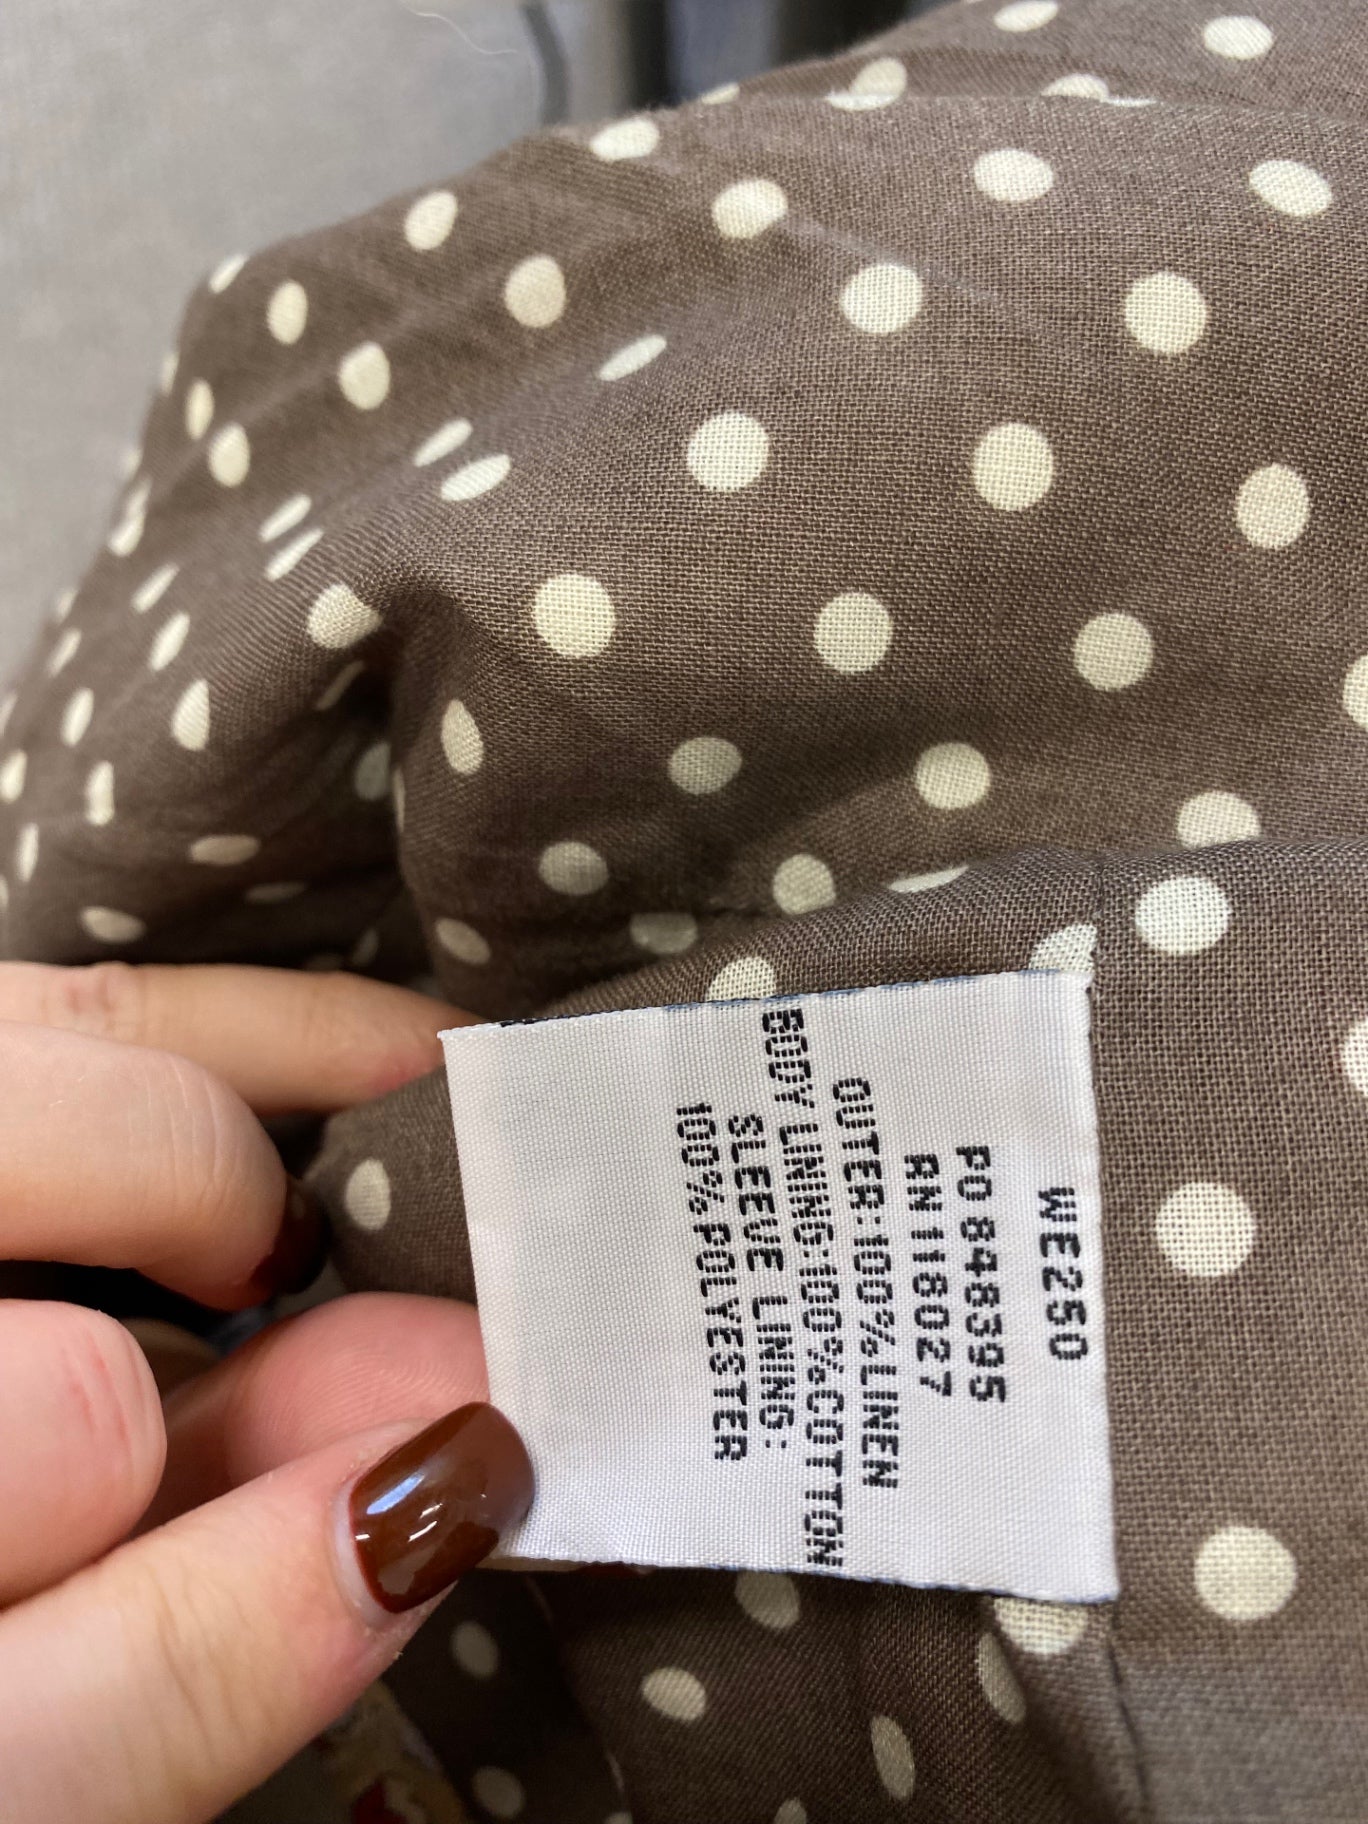 WE250
PO 848395
RN 118027
OUTER:100%LINEN
BODY LINING:100%COTTON
SLEEVE LINING:
100%POLYESTER